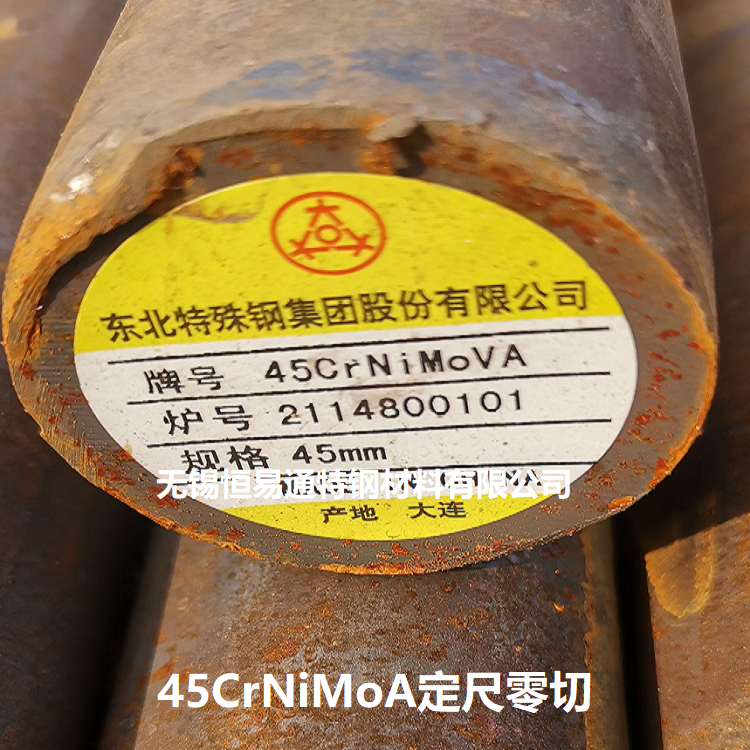 东北特殊钢集团股份有限公司
牌号 45CrNiMoVA
炉号 2114800101
规格 45mm
无锡恒易通特钢材料有限公司
产地 大连
45CrNiMoA定尺零切